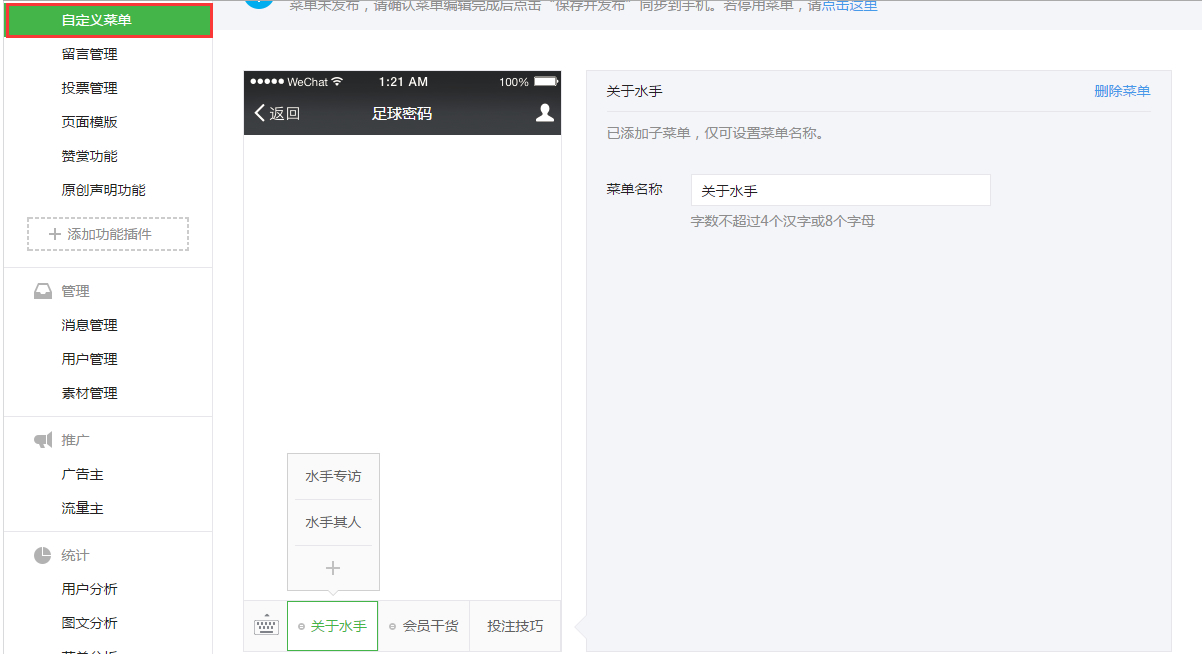 自定义菜单
留言管理
投票管理
页面模版
赞赏功能
原创声明功能
添加功能插件
管理
消息管理
用户管理
素材管理
推广
广告主
流量主
统计
用户分析
图文分析
菜单分析
菜单未发布，请确认菜单编辑完成后点击“保存并发布”同步到手机。若停用菜单，请点击这里
WeChat 1:21 AM 100%
返回 足球密码
水手专访
水手其人
关于水手 会员干货 投注技巧
关于水手 删除菜单
已添加子菜单，仅可设置菜单名称。
菜单名称 关于水手
字数不超过4个汉字或8个字母